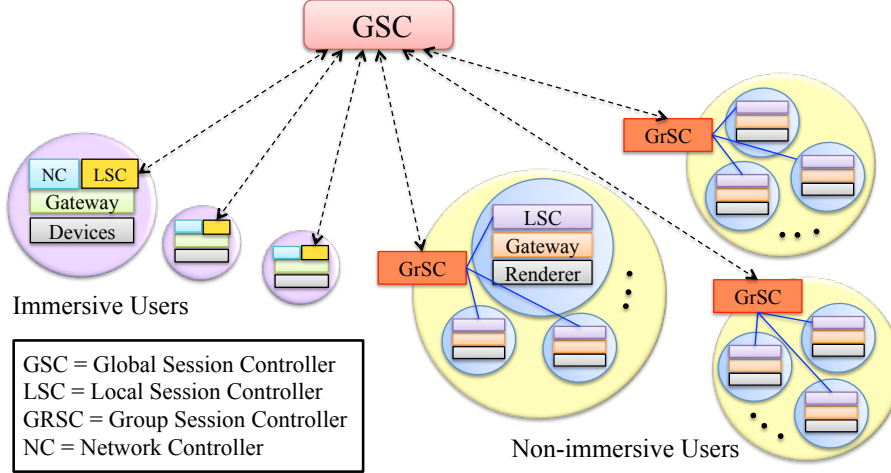 GSC
GrSC
NC
LSC
Gateway
Devices
LSC
Gateway
Renderer
GrSC
GrSC
Immersive Users
Non-immersive Users
GSC = Global Session Controller
LSC = Local Session Controller
GRSC = Group Session Controller
NC = Network Controller